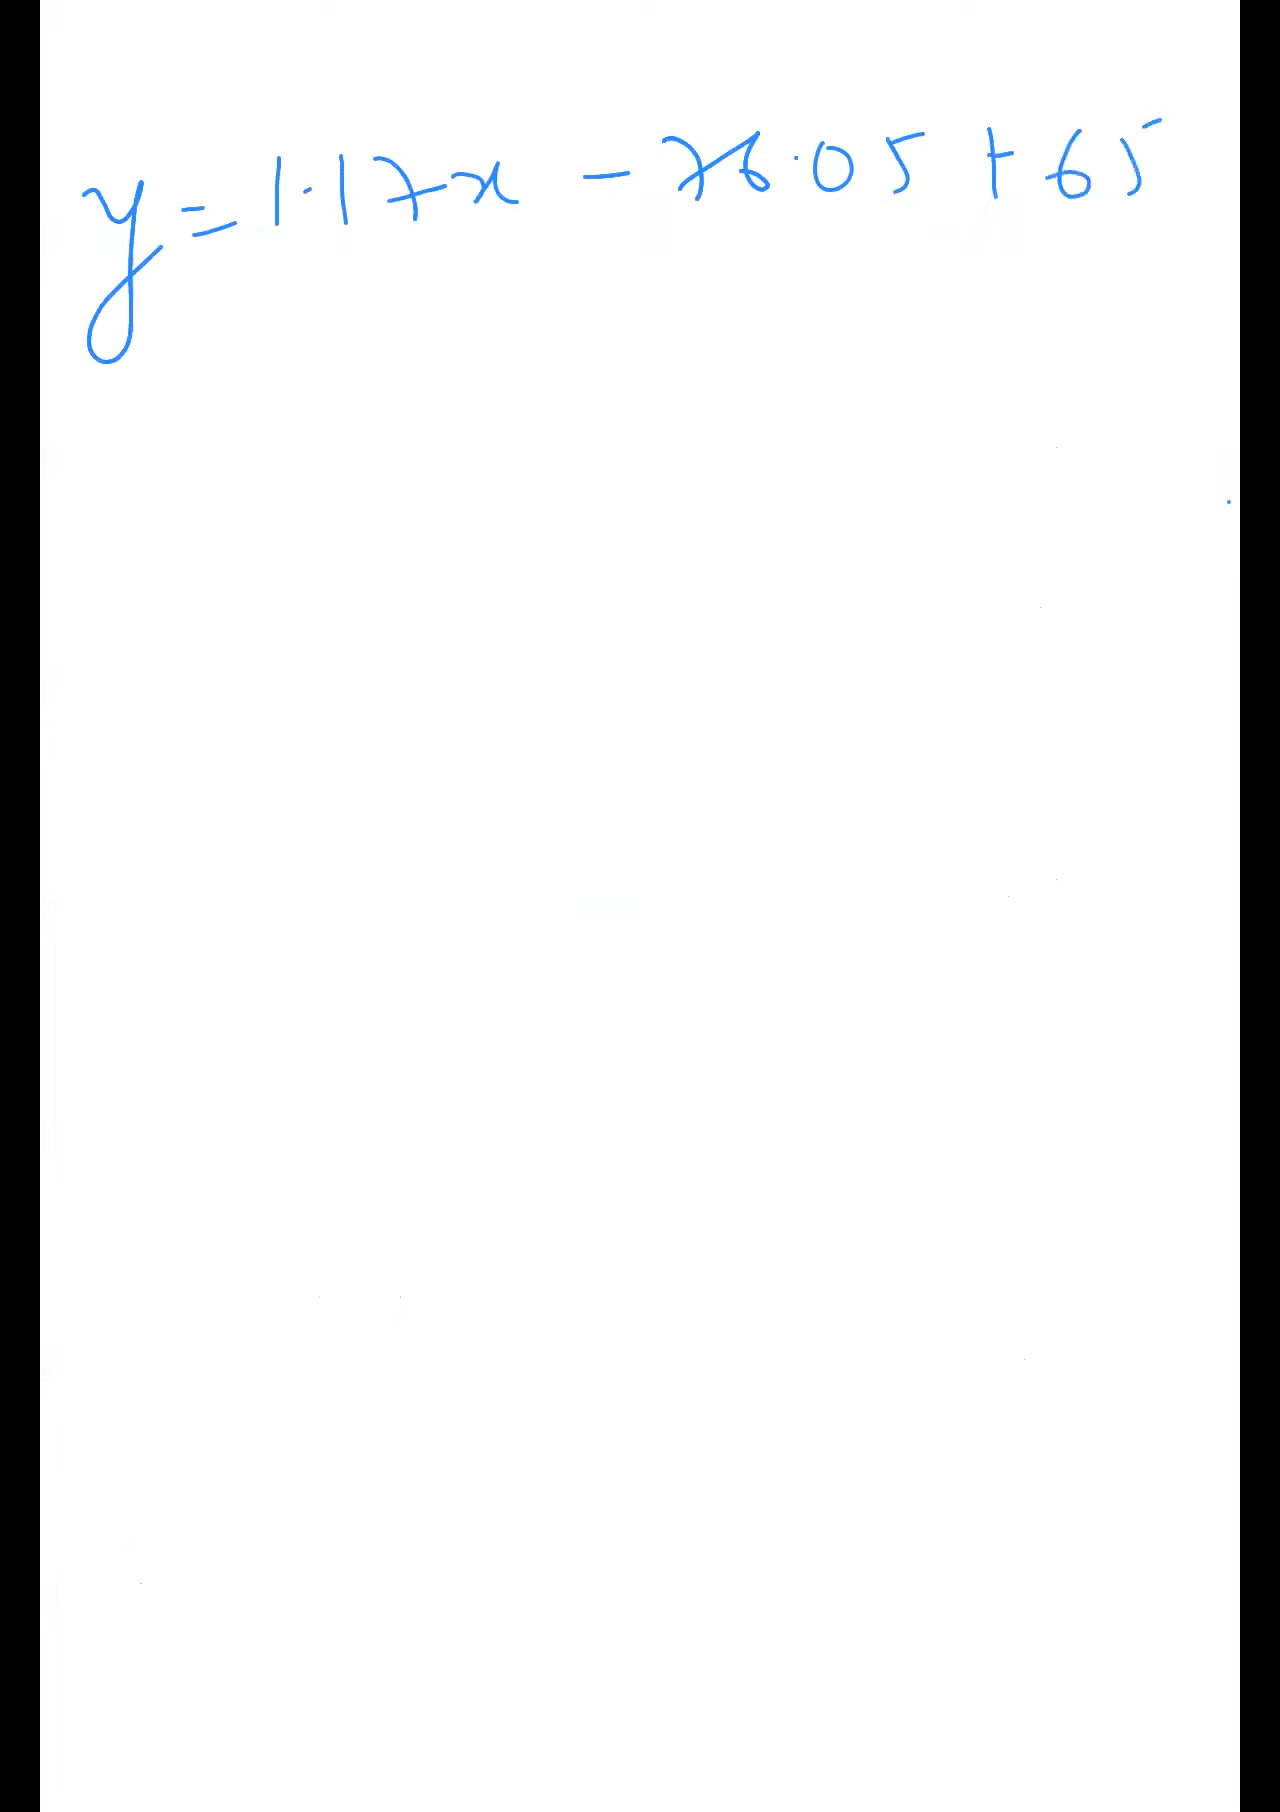 y = 1.17x - 76.05 + 65